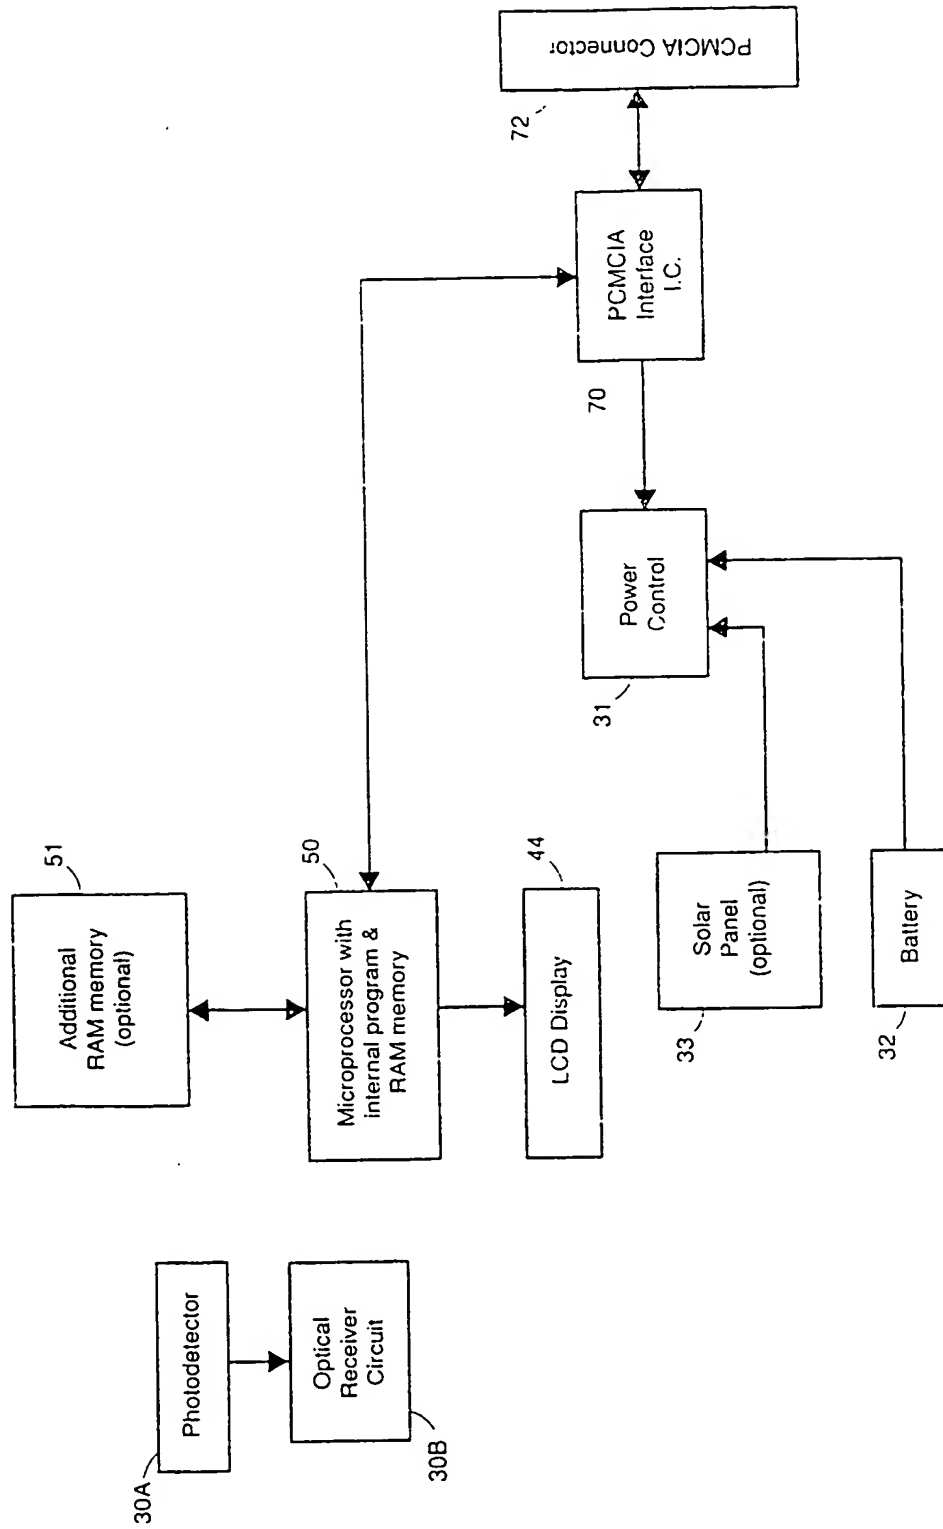 30A
Photodetector
Optical
Receiver
Circuit
30B
51
Additional
RAM memory
(optional)
50
Microprocessor with
internal program &
RAM memory
44
LCD Display
33
Solar
Panel
(optional)
32
Battery
31
Power
Control
70
PCMCIA
Interface
I.C.
72
PCMCIA Connector